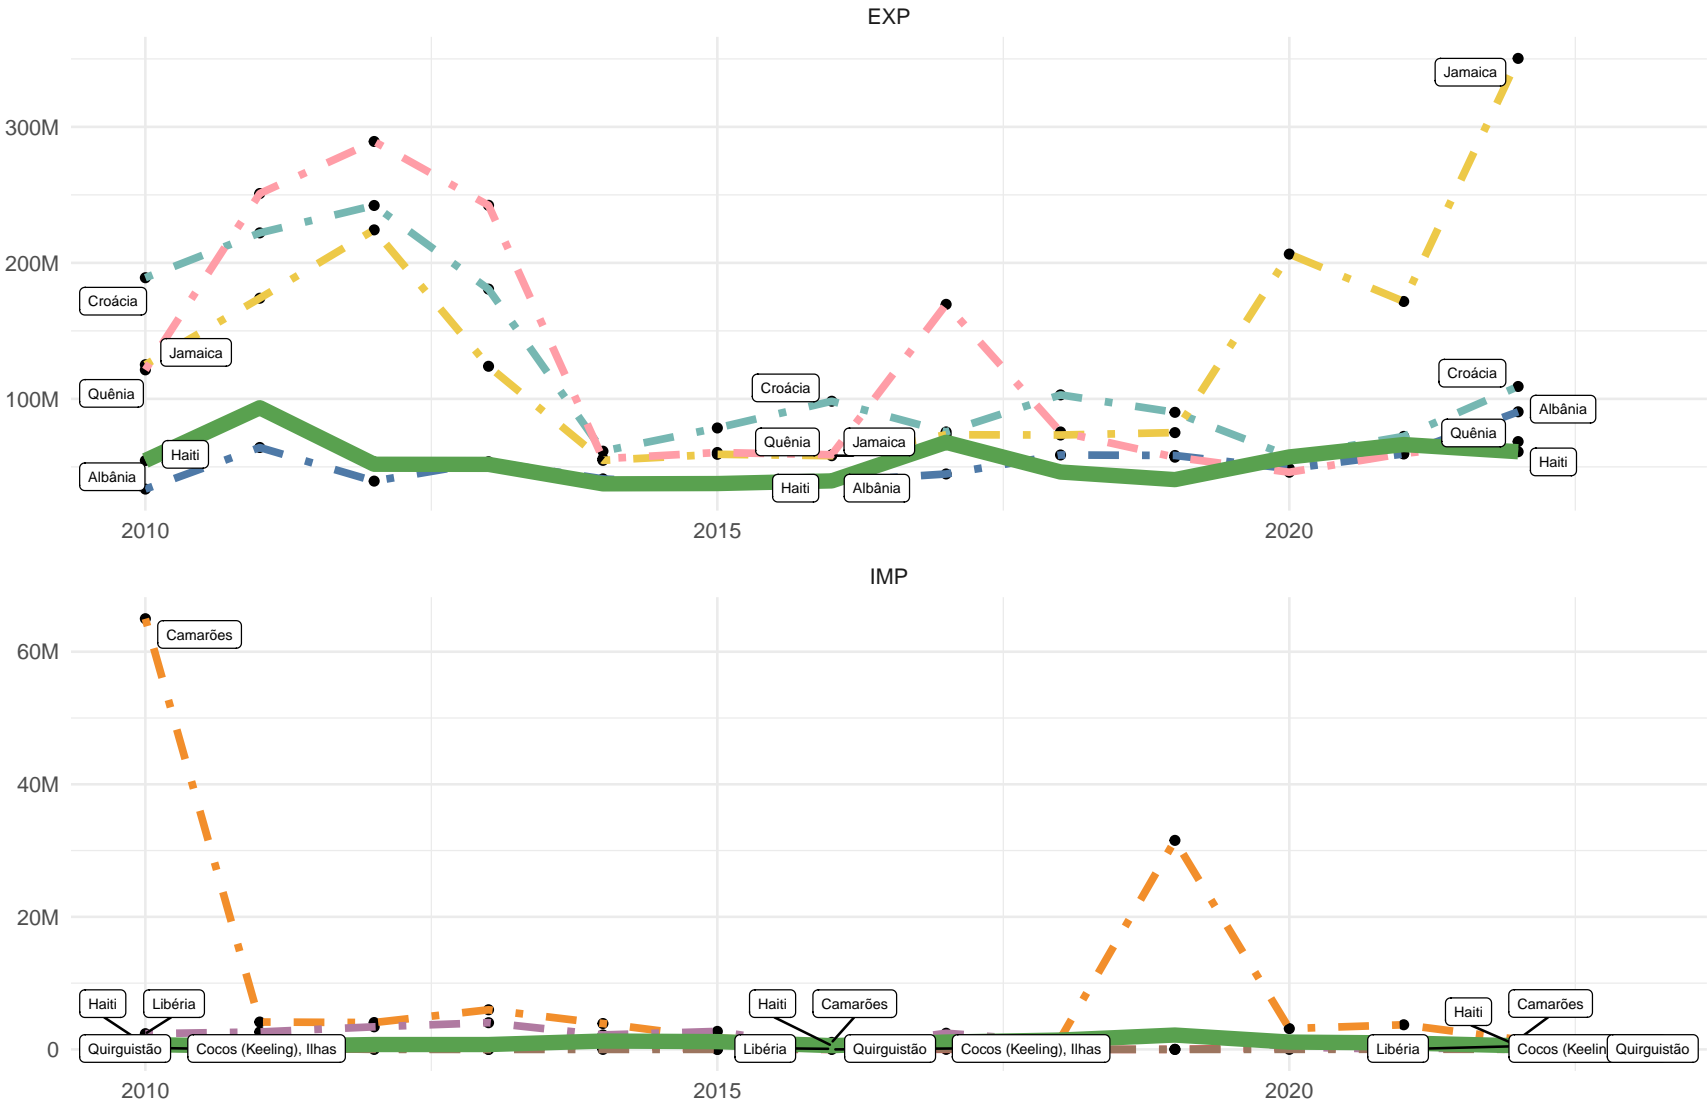 EXP
Jamaica
300M
200M
Croácia
Jamaica
Croácia
Croácia
Quênia
100M
Albânia
Quênia
Quênia
Jamaica
Haiti
Haiti
Albânia
Haiti
Albânia
2010
2015
2020
IMP
Camarões
60M
40M
20M
Haiti
Libéria
Haiti
Camarões
Haiti
Camarões
0
Quirguistão
Cocos (Keeling), Ilhas
Libéria
Quirguistão
Cocos (Keeling), Ilhas
Libéria
Cocos (Keelin
Quirguistão
2010
2015
2020